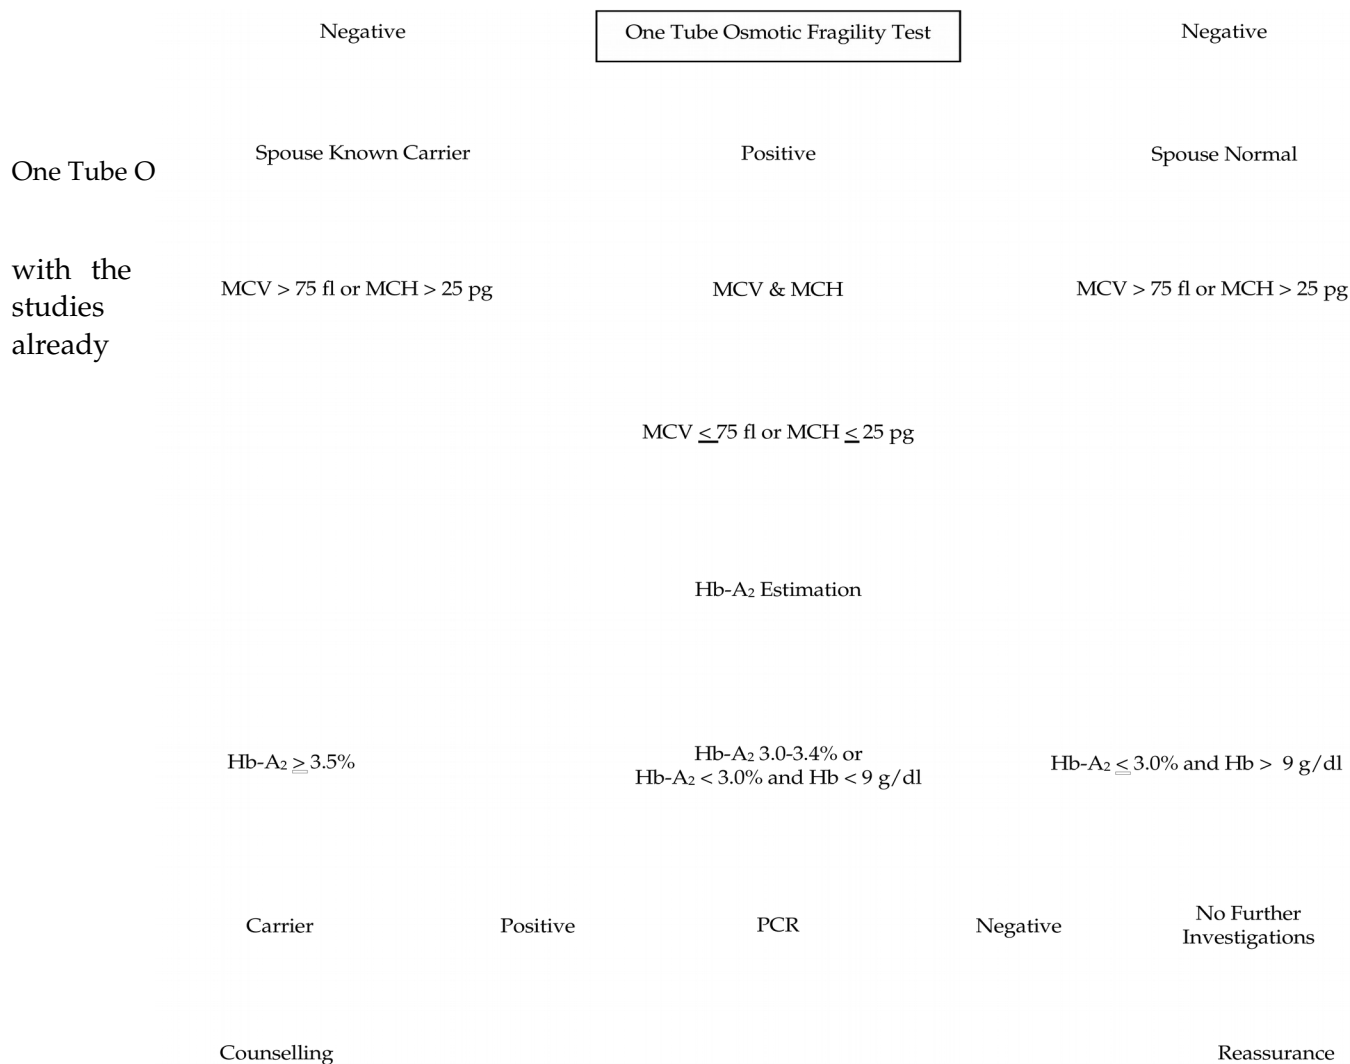 Negative
One Tube Osmotic Fragility Test
Negative
Spouse Known Carrier
Positive
Spouse Normal
One Tube O
with the
studies
already
MCV > 75 fl or MCH > 25 pg
MCV & MCH
MCV > 75 fl or MCH > 25 pg
MCV ≤ 75 fl or MCH ≤ 25 pg
Hb-A₂ Estimation
Hb-A₂ ≥ 3.5%
Hb-A₂ 3.0-3.4% or
Hb-A₂ < 3.0% and Hb < 9 g/dl
Hb-A₂ ≤ 3.0% and Hb > 9 g/dl
Carrier
Positive
PCR
Negative
No Further
Investigations
Counselling
Reassurance